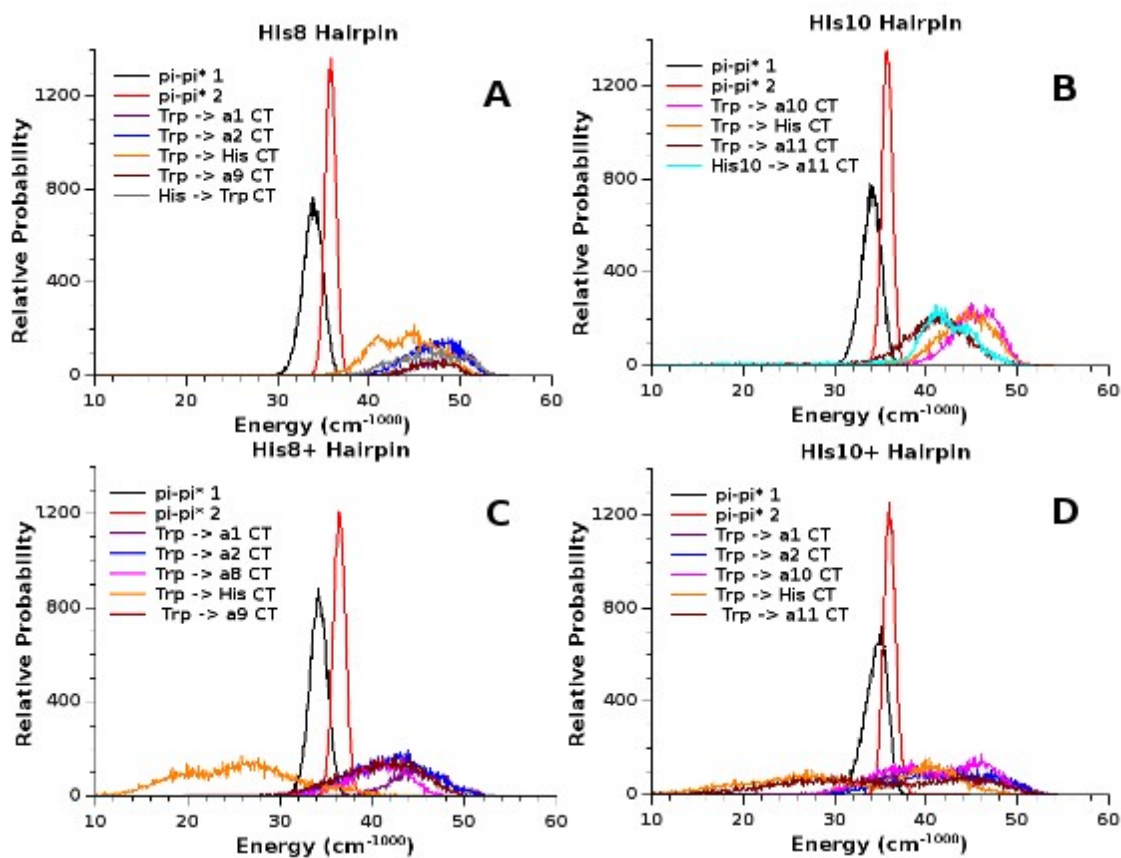 His8 Hairpin
A
pi-pi* 1
pi-pi* 2
Trp -> a1 CT
Trp -> a2 CT
Trp -> His CT
Trp -> a9 CT
His -> Trp CT
Relative Probability
1200
800
400
0
10 20 30 40 50 60
Energy (cm⁻¹⁰⁰⁰)
His10 Hairpin
B
pi-pi* 1
pi-pi* 2
Trp -> a10 CT
Trp -> His CT
Trp -> a11 CT
His10 -> a11 CT
Relative Probability
1200
800
400
0
10 20 30 40 50 60
Energy (cm⁻¹⁰⁰⁰)
His8+ Hairpin
C
pi-pi* 1
pi-pi* 2
Trp -> a1 CT
Trp -> a2 CT
Trp -> a8 CT
Trp -> His CT
Trp -> a9 CT
Relative Probability
1200
800
400
0
10 20 30 40 50 60
Energy (cm⁻¹⁰⁰⁰)
His10+ Hairpin
D
pi-pi* 1
pi-pi* 2
Trp -> a1 CT
Trp -> a2 CT
Trp -> a10 CT
Trp -> His CT
Trp -> a11 CT
Relative Probability
1200
800
400
0
10 20 30 40 50 60
Energy (cm⁻¹⁰⁰⁰)